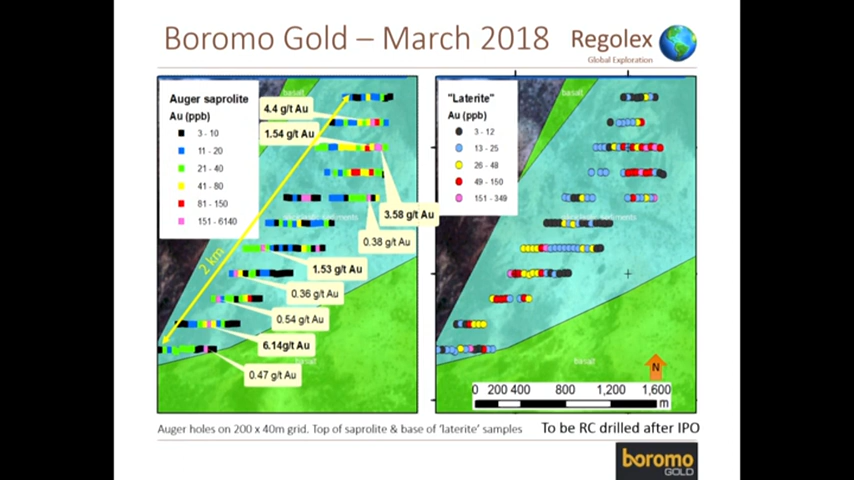 Boromo Gold – March 2018
Regolex
Global Exploration
Auger saprolite
Au (ppb)
3 - 10
11 - 20
21 - 40
41 - 80
81 - 150
151 - 6140
basalt
4.4 g/t Au
1.54 g/t Au
3.58 g/t Au
0.38 g/t Au
2 km
1.53 g/t Au
0.36 g/t Au
0.54 g/t Au
6.14g/t Au
basalt
0.47 g/t Au
"Laterite"
Au (ppb)
3 - 12
13 - 25
26 - 48
49 - 150
151 - 349
basalt
basalt
N
0 200 400 800 1,200 1,600
m
Auger holes on 200 x 40m grid. Top of saprolite & base of 'laterite' samples
To be RC drilled after IPO
boromo
GOLD